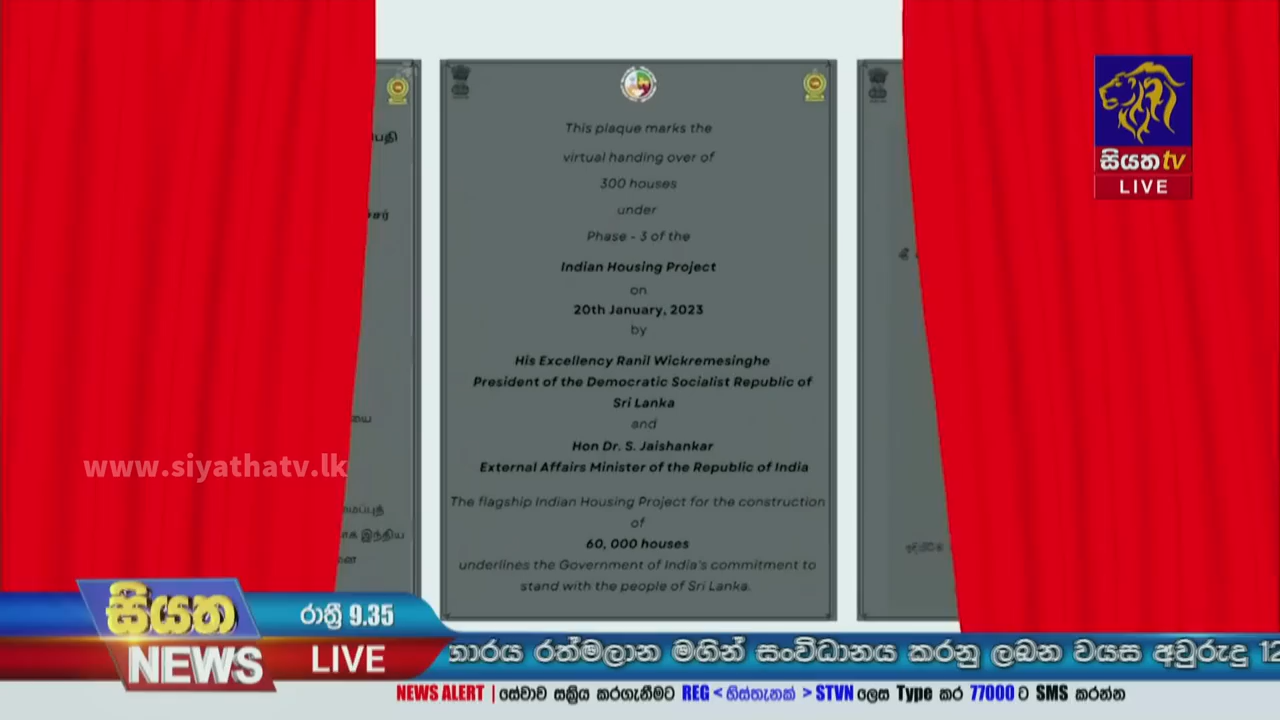 This plaque marks the
virtual handing over of
300 houses
under
Phase - 3 of the
Indian Housing Project
on
20th January, 2023
by
His Excellency Ranil Wickremesinghe
President of the Democratic Socialist Republic of
Sri Lanka
and
Hon Dr. S. Jaishankar
External Affairs Minister of the Republic of India
The flagship Indian Housing Project for the construction
of
60, 000 houses
underlines the Government of India's commitment to
stand with the people of Sri Lanka.
සියත tv
LIVE
www.siyathatv.lk
இந்திய
සියත
NEWS
රාත්‍රී 9.35
LIVE
රත්මලාන මගින් සංවිධානය කරනු ලබන වයස අවුරුදු 12
NEWS ALERT | සේවාව සක්‍රිය කරගැනීමට REG < හිස්තැනක් > STVN ලෙස Type කර 77000 ට SMS කරන්න